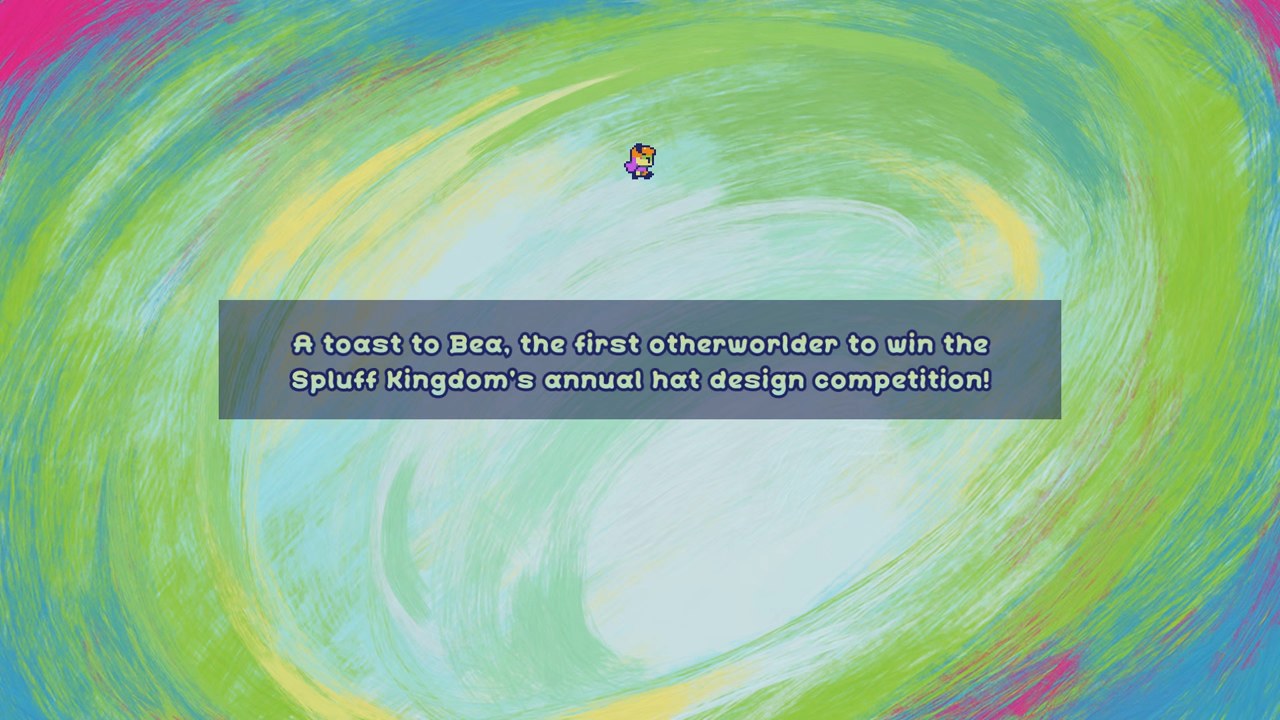 A toast to Bea, the first otherworlder to win the
Spluff Kingdom's annual hat design competition!